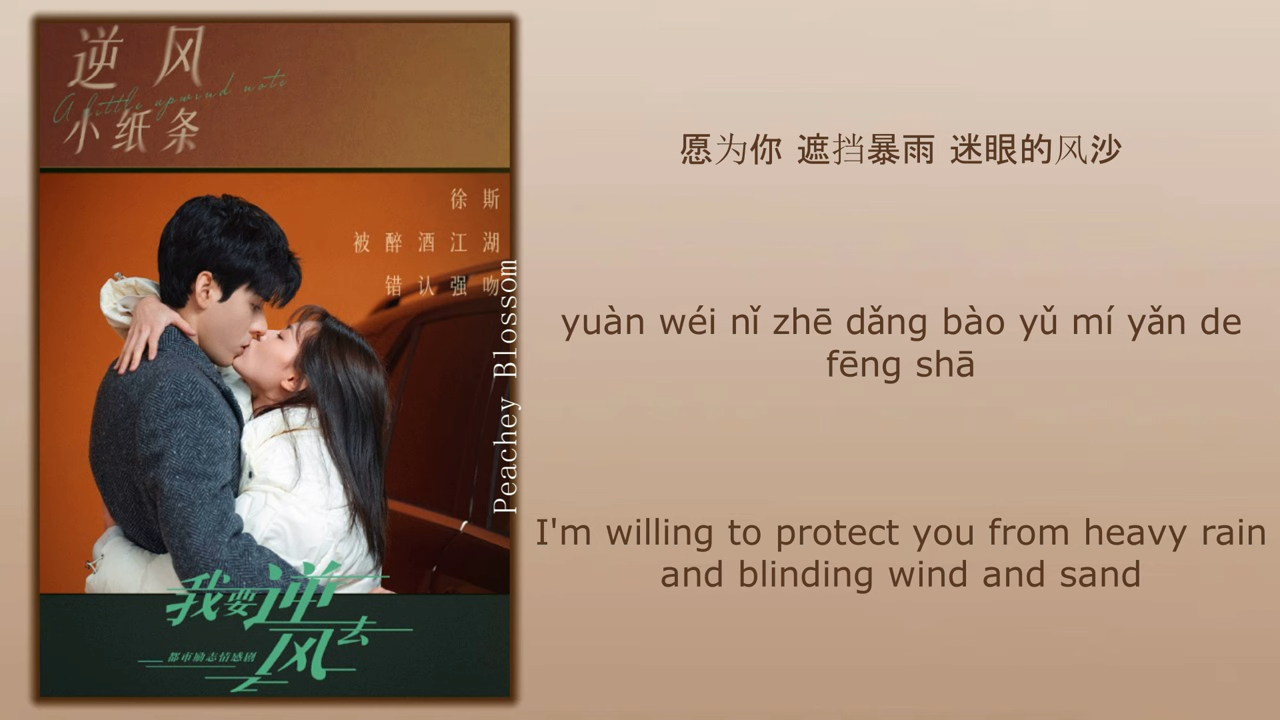 逆风
A little upwind note
小纸条
徐斯
被醉酒江湖
错认强吻
Peachey Blossom
我要逆风去
都市励志情感剧
愿为你 遮挡暴雨 迷眼的风沙
yuàn wéi nǐ zhē dǎng bào yǔ mí yǎn de
fēng shā
I'm willing to protect you from heavy rain
and blinding wind and sand